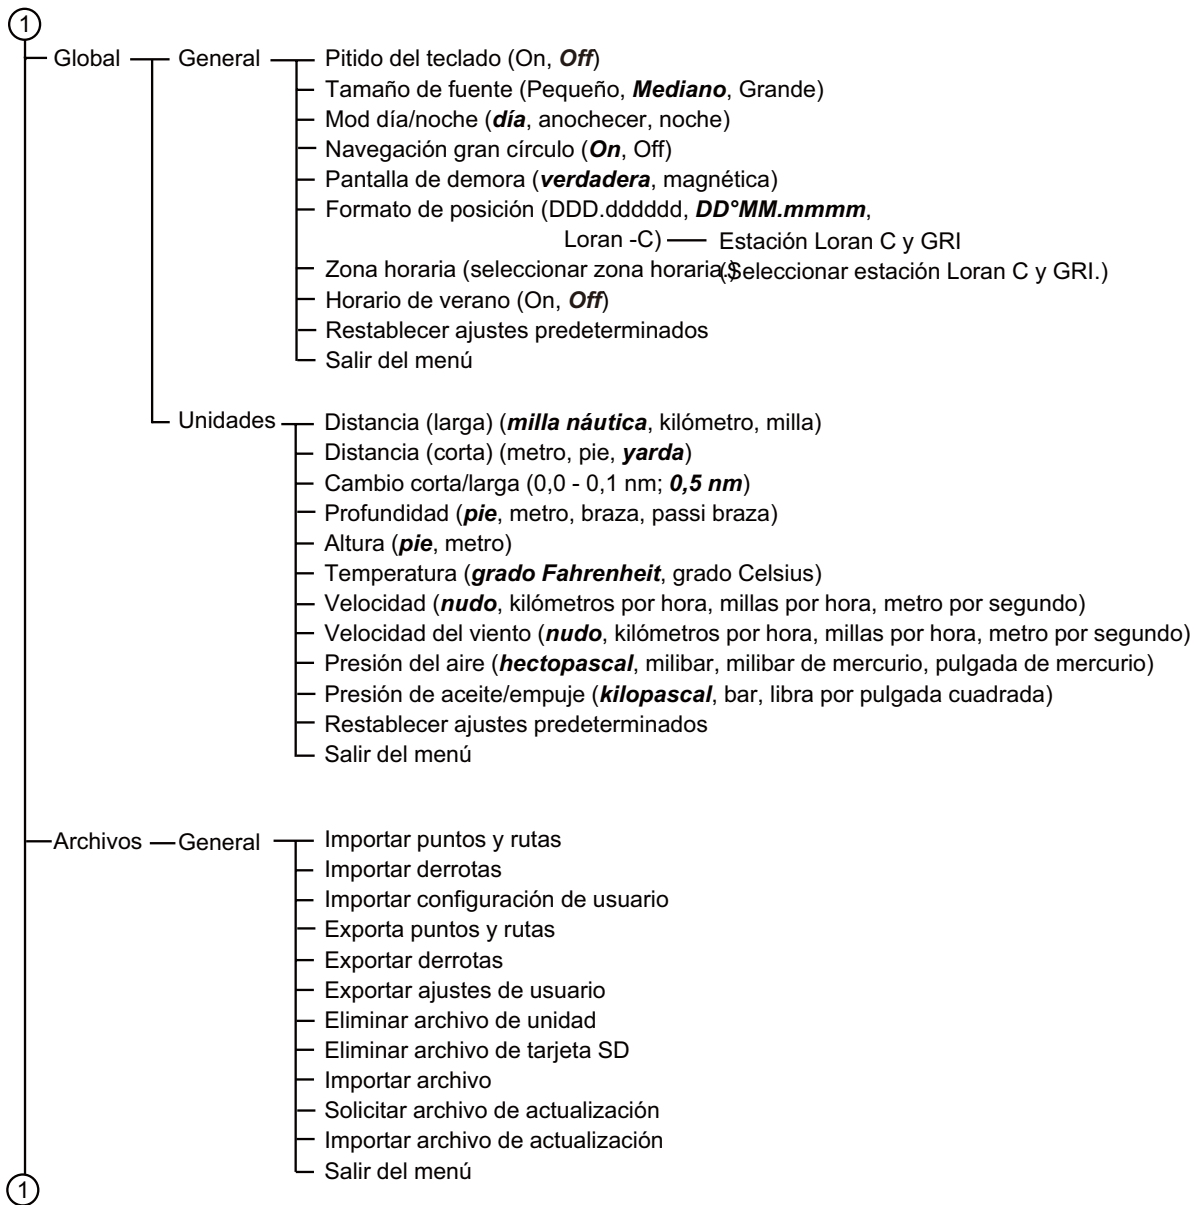 1
Global General Pitido del teclado (On, Off)
Tamaño de fuente (Pequeño, Mediano, Grande)
Mod día/noche (día, anochecer, noche)
Navegación gran círculo (On, Off)
Pantalla de demora (verdadera, magnética)
Formato de posición (DDD.dddddd, DD°MM.mmmm,
Loran -C) Estación Loran C y GRI
Zona horaria (seleccionar zona horaria.) (Seleccionar estación Loran C y GRI.)
Horario de verano (On, Off)
Restablecer ajustes predeterminados
Salir del menú
Unidades Distancia (larga) (milla náutica, kilómetro, milla)
Distancia (corta) (metro, pie, yarda)
Cambio corta/larga (0,0 - 0,1 nm; 0,5 nm)
Profundidad (pie, metro, braza, passi braza)
Altura (pie, metro)
Temperatura (grado Fahrenheit, grado Celsius)
Velocidad (nudo, kilómetros por hora, millas por hora, metro por segundo)
Velocidad del viento (nudo, kilómetros por hora, millas por hora, metro por segundo)
Presión del aire (hectopascal, milibar, milibar de mercurio, pulgada de mercurio)
Presión de aceite/empuje (kilopascal, bar, libra por pulgada cuadrada)
Restablecer ajustes predeterminados
Salir del menú
Archivos General Importar puntos y rutas
Importar derrotas
Importar configuración de usuario
Exporta puntos y rutas
Exportar derrotas
Exportar ajustes de usuario
Eliminar archivo de unidad
Eliminar archivo de tarjeta SD
Importar archivo
Solicitar archivo de actualización
Importar archivo de actualización
Salir del menú
1